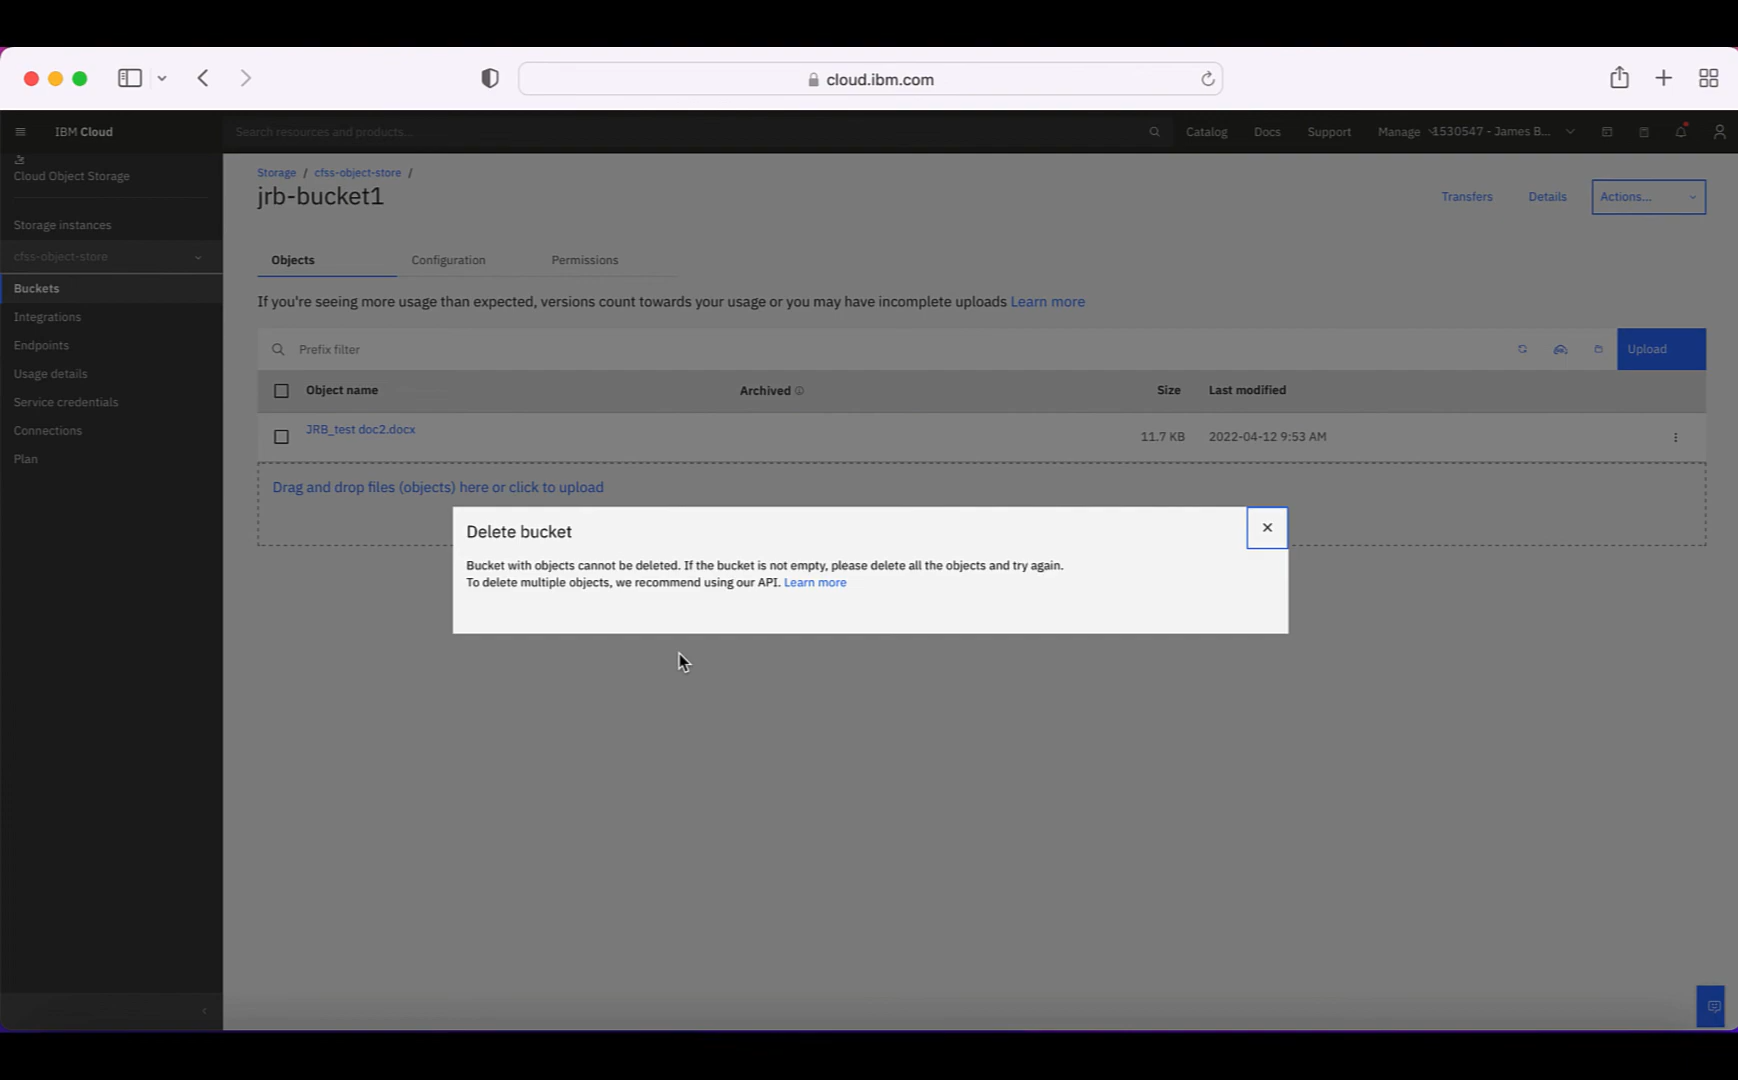 cloud.ibm.com
IBM Cloud
Search resources and products...
Catalog
Docs
Support
Manage
1530547 - James B...
Cloud Object Storage
Storage instances
cfss-object-store
Buckets
Integrations
Endpoints
Usage details
Service credentials
Connections
Plan
Storage / cfss-object-store /
jrb-bucket1
Transfers
Details
Actions...
Objects
Configuration
Permissions
If you're seeing more usage than expected, versions count towards your usage or you may have incomplete uploads Learn more
Prefix filter
Upload
Object name
Archived
Size
Last modified
JRB_test doc2.docx
11.7 KB
2022-04-12 9:53 AM
Drag and drop files (objects) here or click to upload
Delete bucket
Bucket with objects cannot be deleted. If the bucket is not empty, please delete all the objects and try again.
To delete multiple objects, we recommend using our API. Learn more